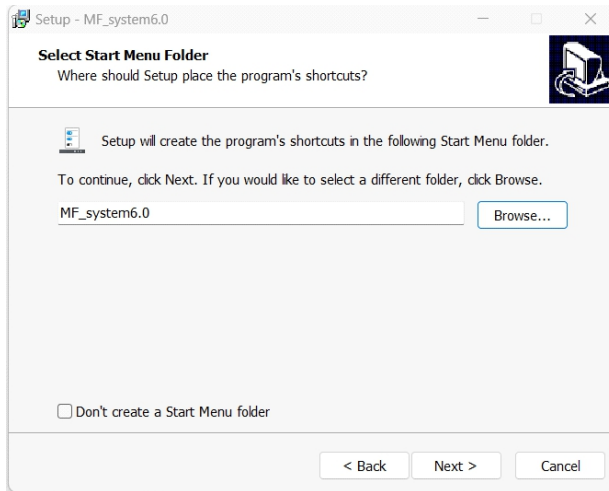 Setup - MF_system6.0
Select Start Menu Folder
Where should Setup place the program's shortcuts?
Setup will create the program's shortcuts in the following Start Menu folder.
To continue, click Next. If you would like to select a different folder, click Browse.
MF_system6.0
Browse...
Don't create a Start Menu folder
< Back
Next >
Cancel